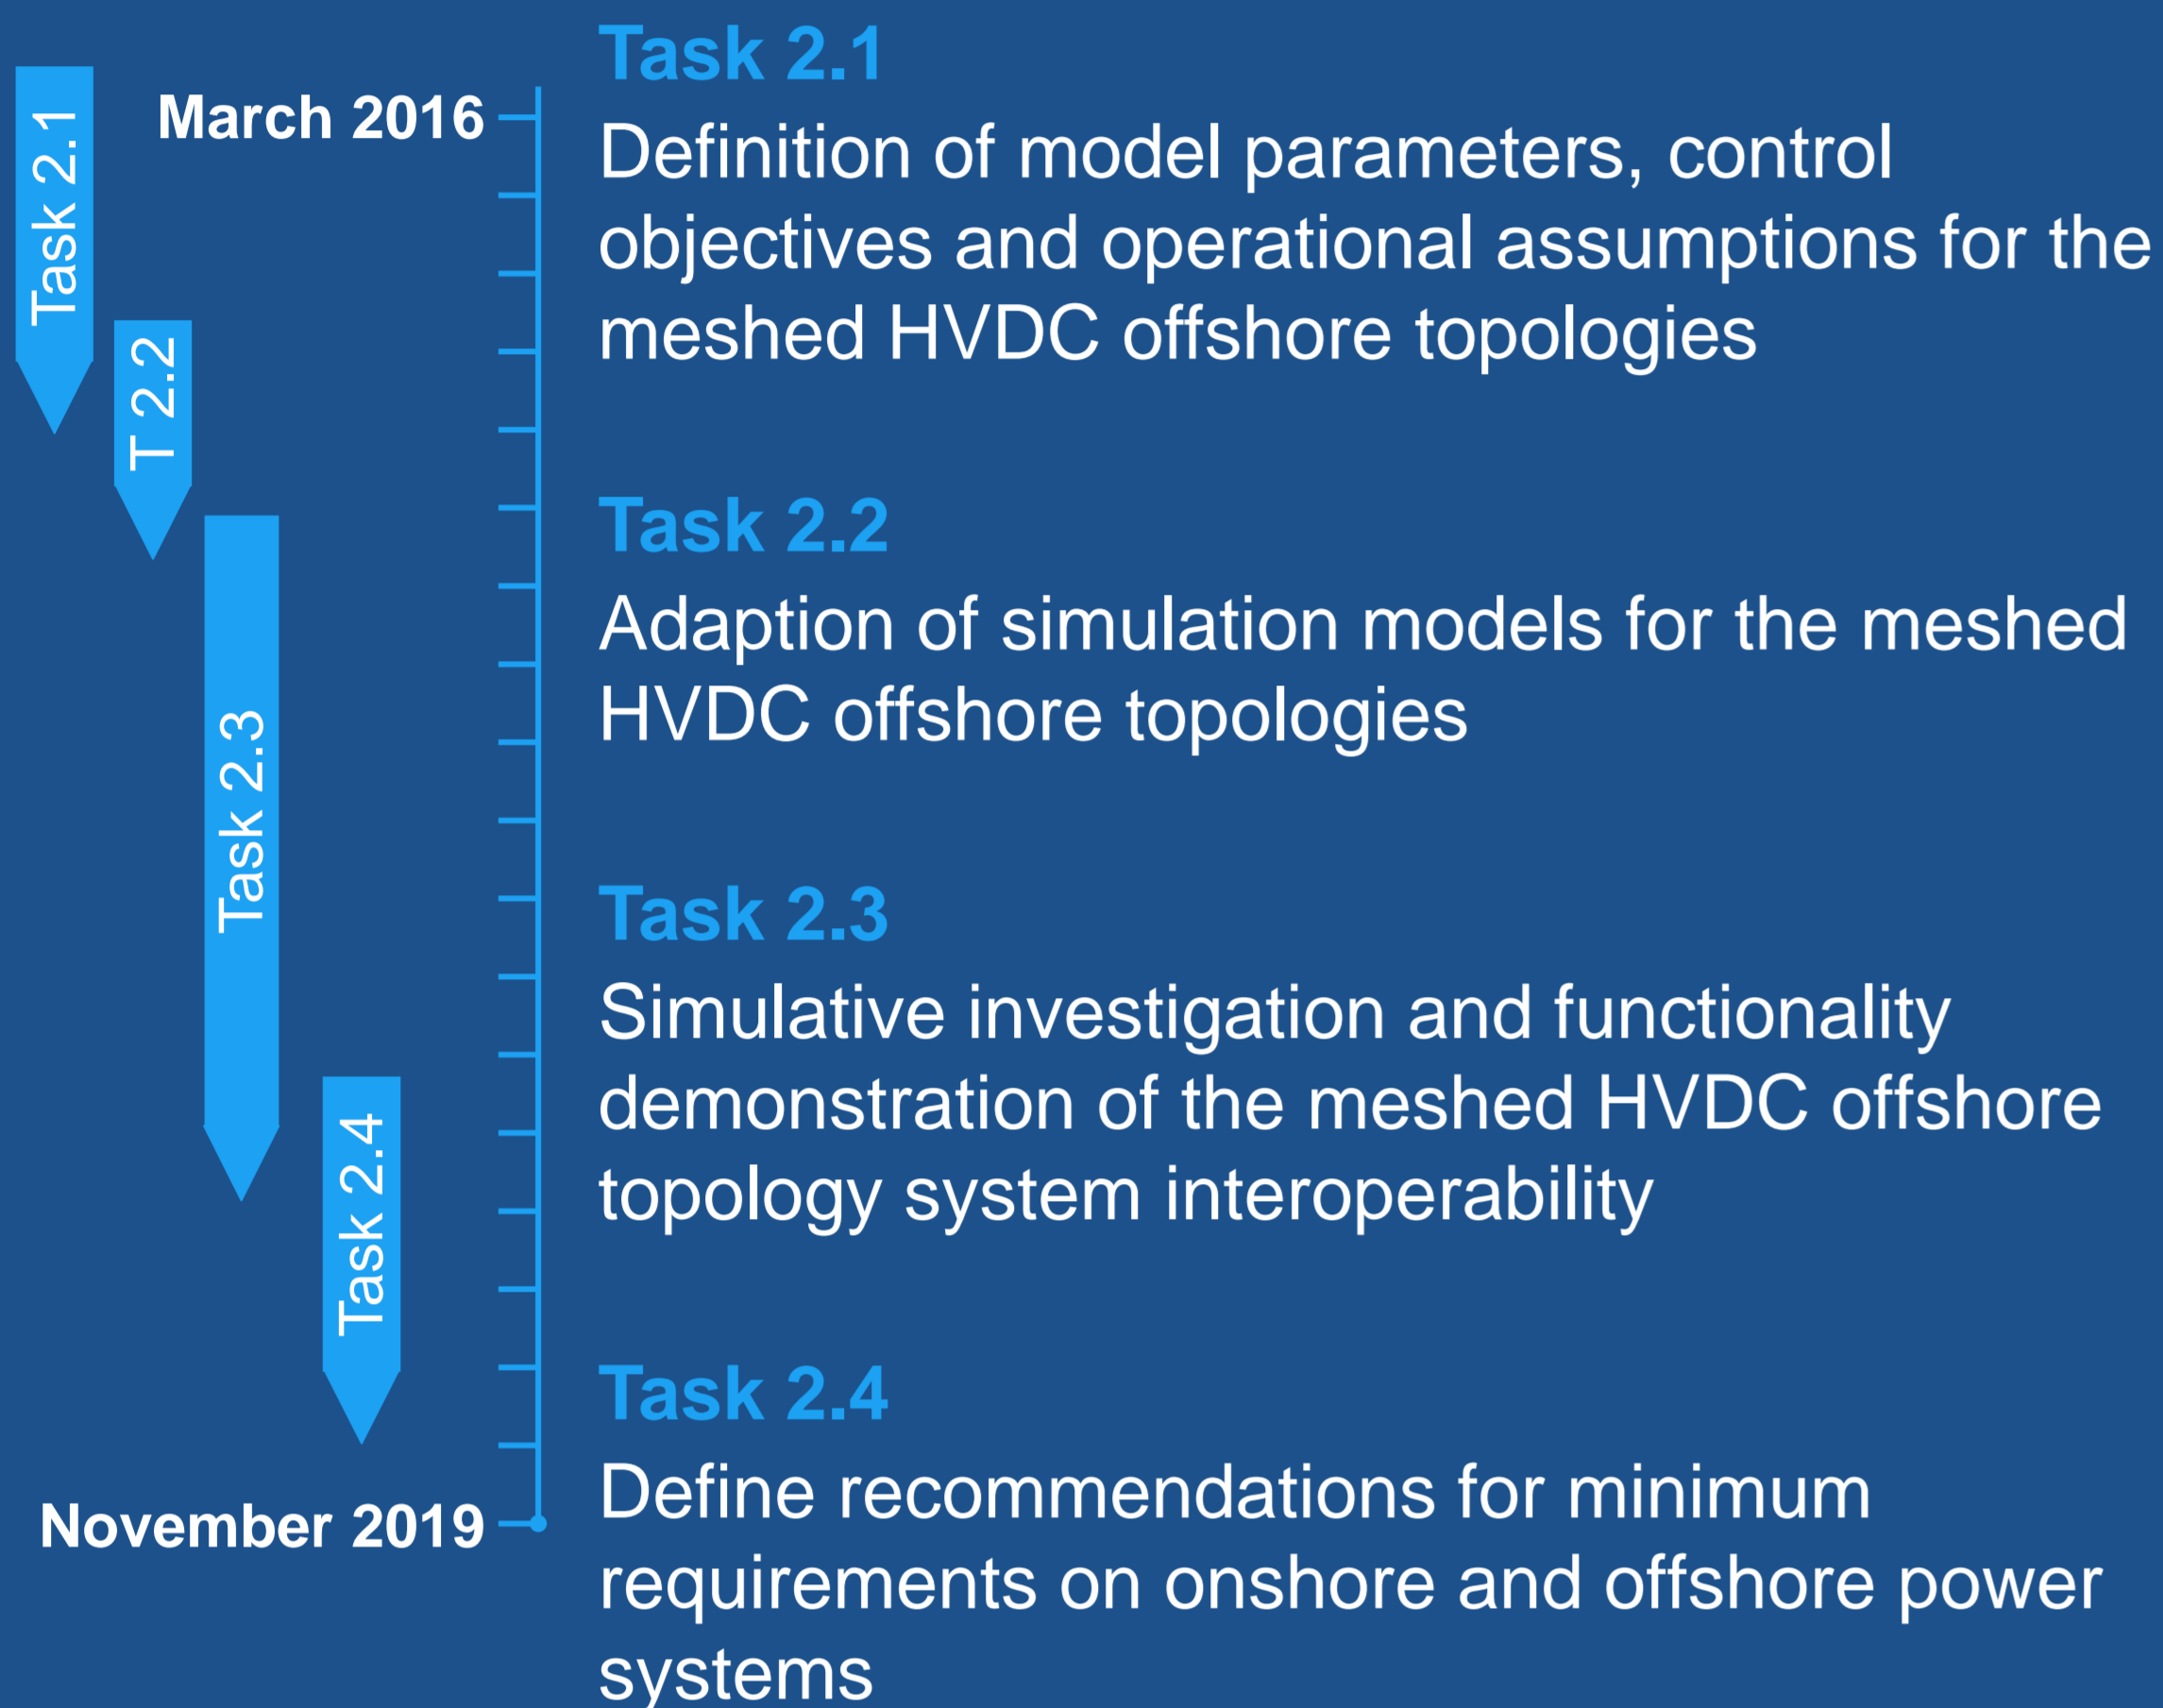 Task 2.1
T 2.2
Task 2.3
Task 2.4
March 2016
November 2019
Task 2.1
Definition of model parameters, control
objectives and operational assumptions for the
meshed HVDC offshore topologies
Task 2.2
Adaption of simulation models for the meshed
HVDC offshore topologies
Task 2.3
Simulative investigation and functionality
demonstration of the meshed HVDC offshore
topology system interoperability
Task 2.4
Define recommendations for minimum
requirements on onshore and offshore power
systems